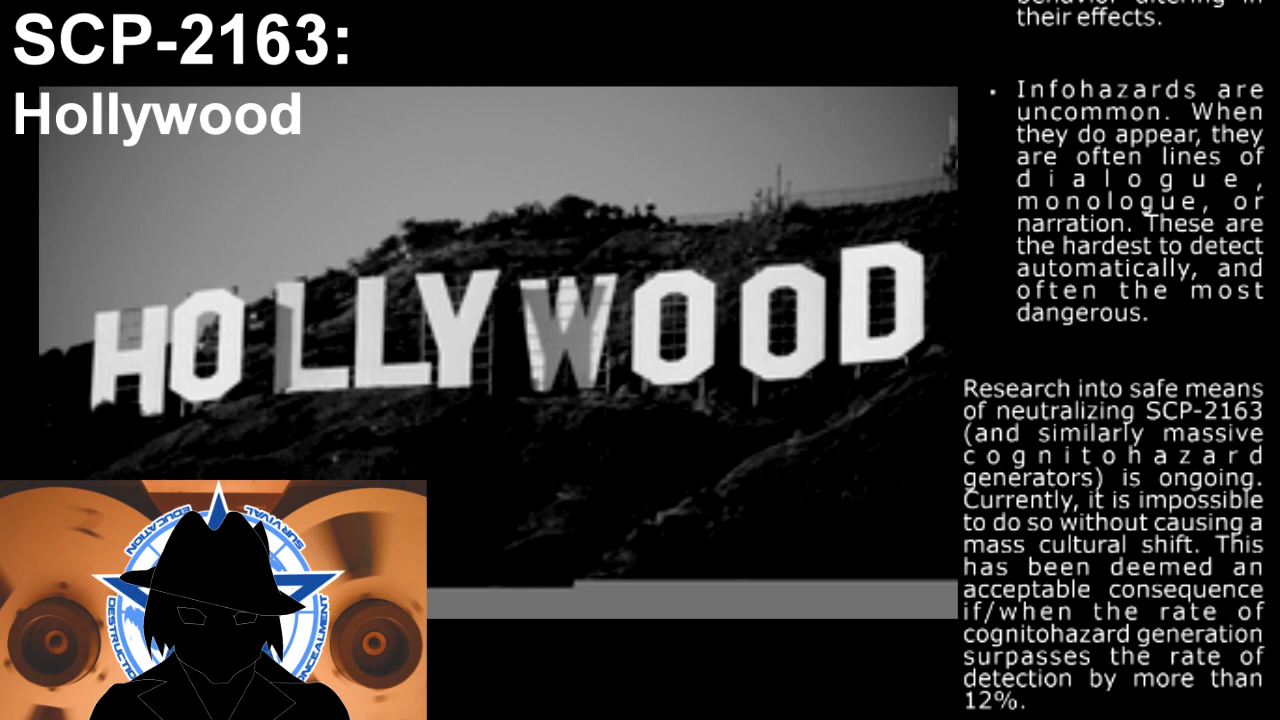 SCP-2163:
Hollywood
HOLLYWOOD
their effects.
• Infohazards are
uncommon. When
they do appear, they
are often lines of
dialogue,
monologue, or
narration. These are
the hardest to detect
automatically, and
often the most
dangerous.
Research into safe means
of neutralizing SCP-2163
(and similarly massive
cognitohazard
generators) is ongoing.
Currently, it is impossible
to do so without causing a
mass cultural shift. This
has been deemed an
acceptable consequence
if/when the rate of
cognitohazard generation
surpasses the rate of
detection by more than
12%.
EDUCATION
SURVIVAL